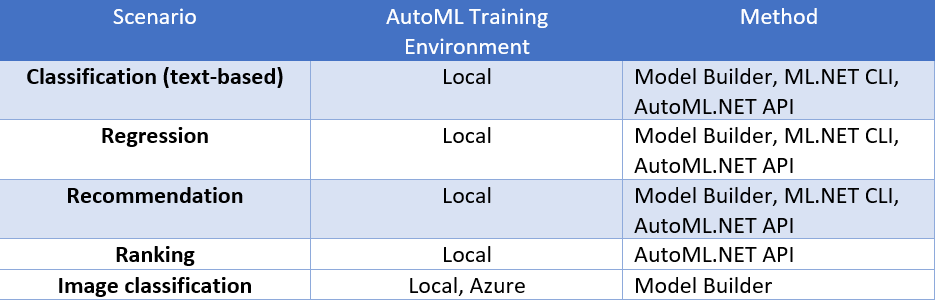 Scenario AutoML Training Method
Environment
Classification (text-based) Local Model Builder, ML.NET CLI,
AutoML.NET API
Regression Local Model Builder, ML.NET CLI,
AutoML.NET API
Recommendation Local Model Builder, ML.NET CLI,
AutoML.NET API
Ranking Local AutoML.NET API
Image classification Local, Azure Model Builder